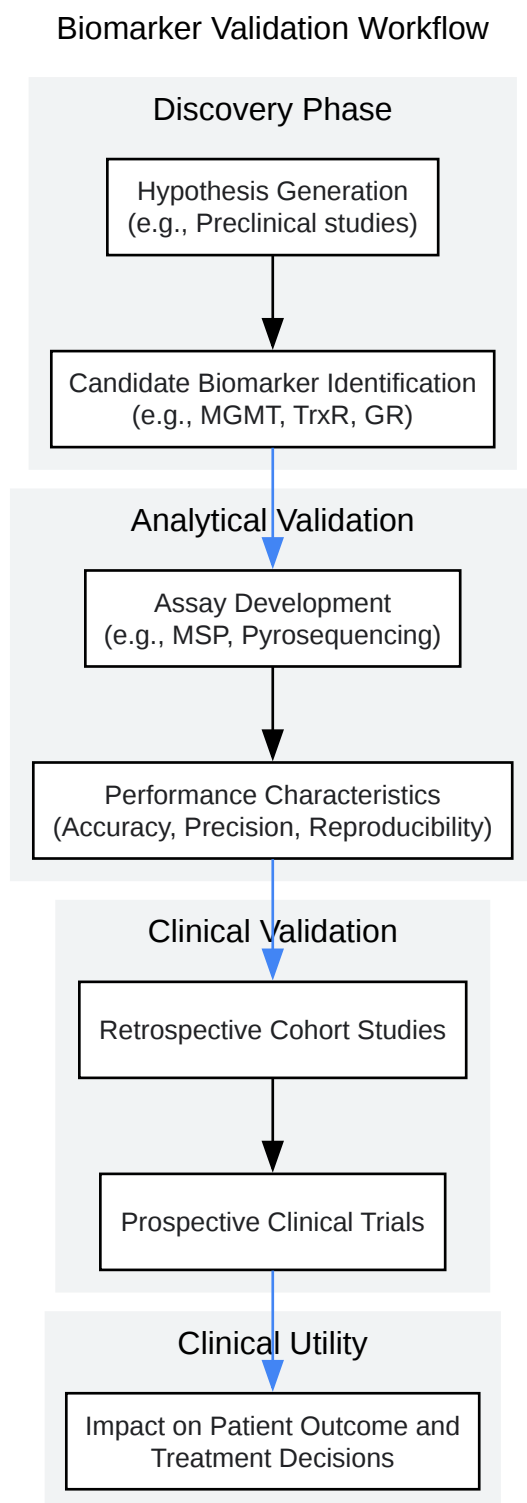 Biomarker Validation Workflow
Discovery Phase
Hypothesis Generation
(e.g., Preclinical studies)
Candidate Biomarker Identification
(e.g., MGMT, TrxR, GR)
Analytical Validation
Assay Development
(e.g., MSP, Pyrosequencing)
Performance Characteristics
(Accuracy, Precision, Reproducibility)
Clinical Validation
Retrospective Cohort Studies
Prospective Clinical Trials
Clinical Utility
Impact on Patient Outcome and
Treatment Decisions